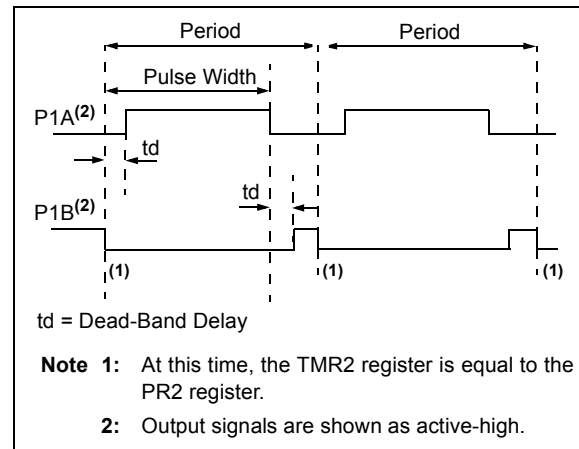 Period Period
Pulse Width
P1A(2)
td
td
P1B(2)
(1) (1) (1)
td = Dead-Band Delay
Note 1: At this time, the TMR2 register is equal to the
PR2 register.
2: Output signals are shown as active-high.